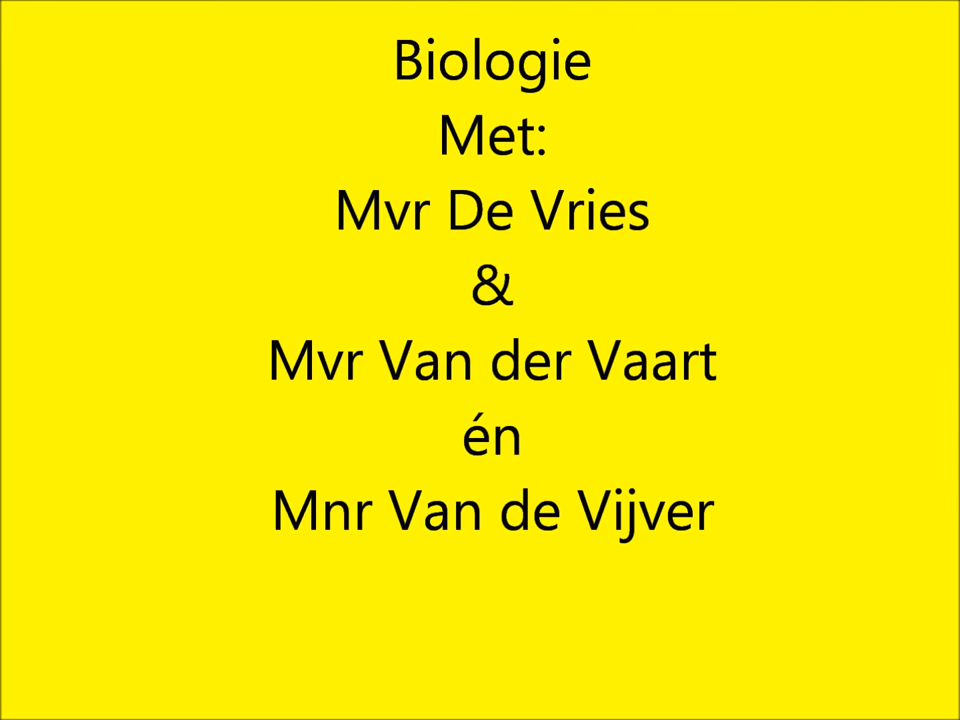 Biologie
Met:
Mvr De Vries
&
Mvr Van der Vaart
én
Mnr Van de Vijver